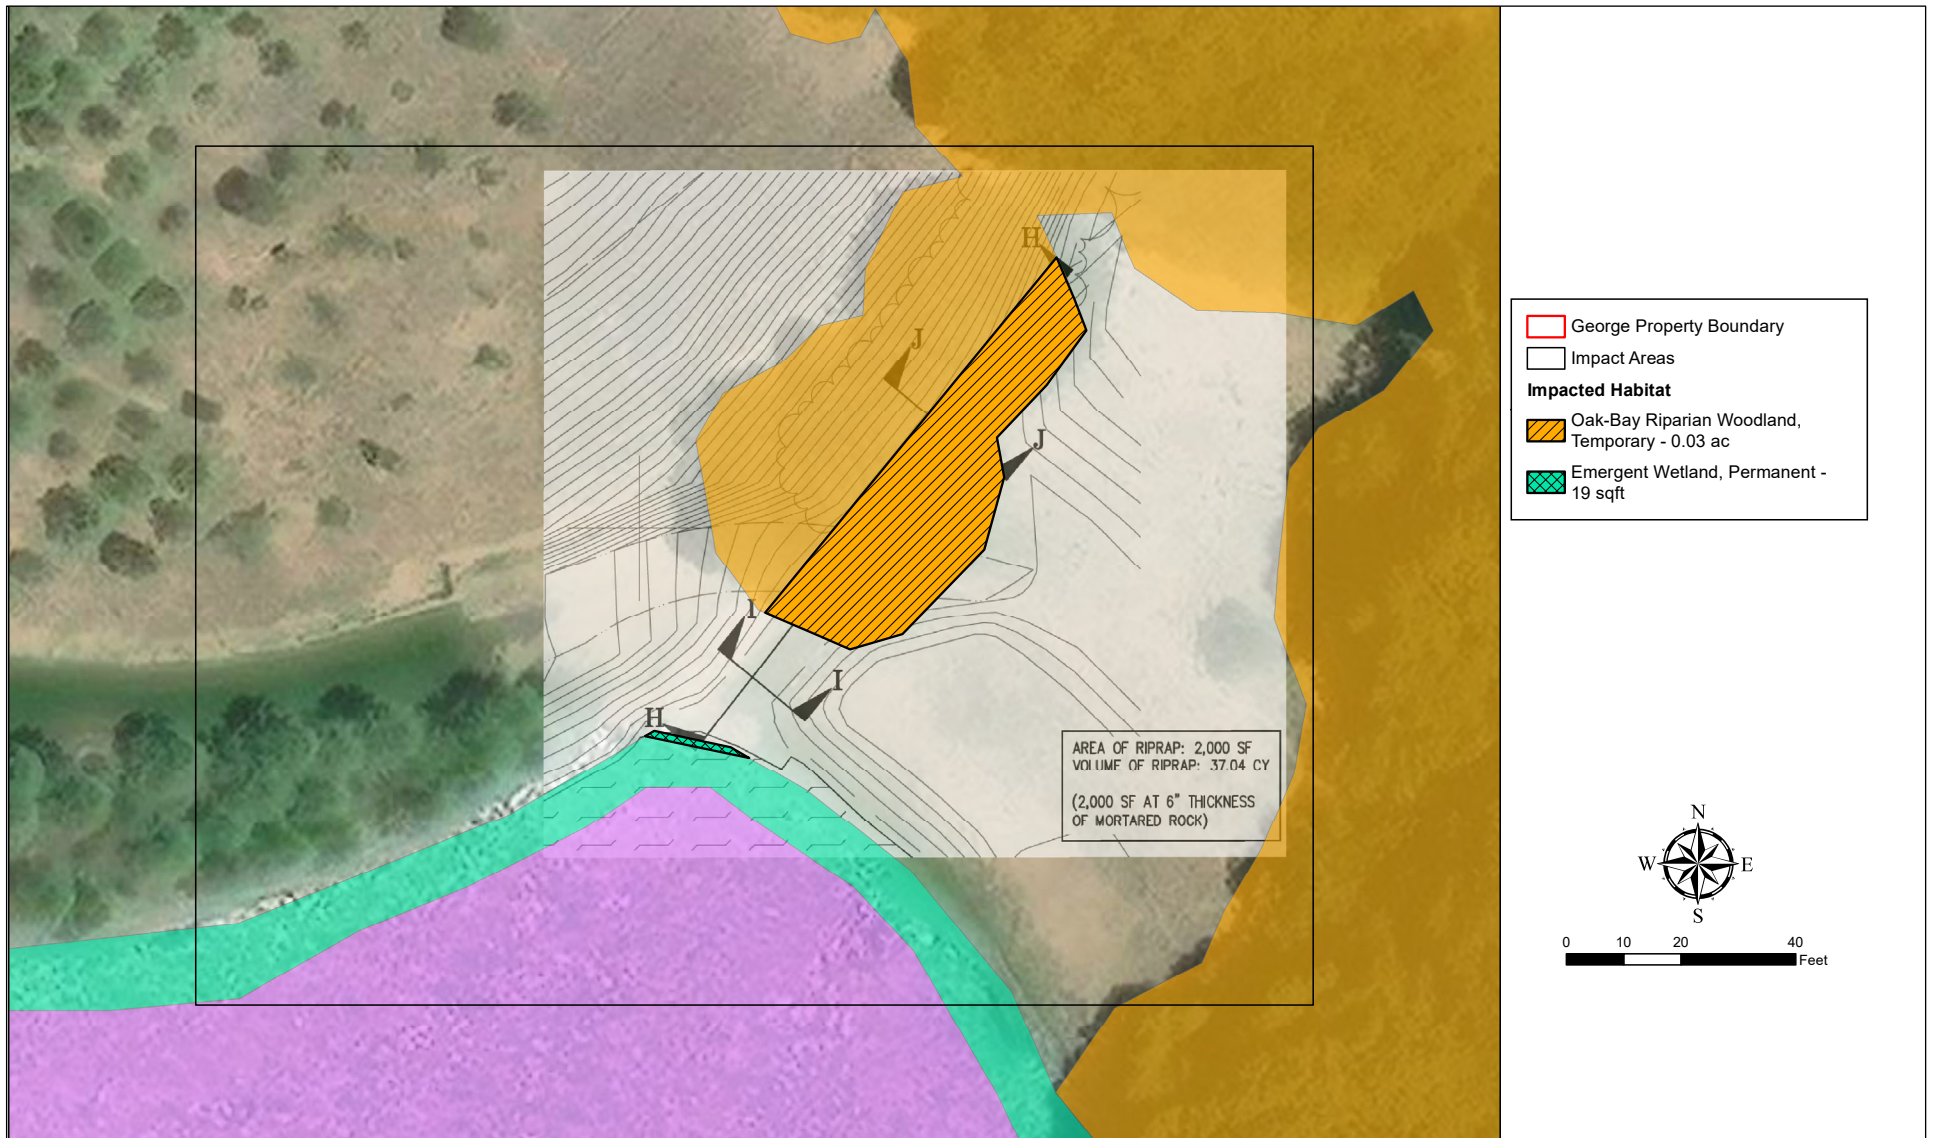 H
J
J
I
I
H
AREA OF RIPRAP: 2,000 SF
VOLUME OF RIPRAP: 37.04 CY
(2,000 SF AT 6" THICKNESS
OF MORTARED ROCK)
George Property Boundary
Impact Areas
Impacted Habitat
Oak-Bay Riparian Woodland,
Temporary - 0.03 ac
Emergent Wetland, Permanent -
19 sqft
N
W E
S
0 10 20 40
Feet